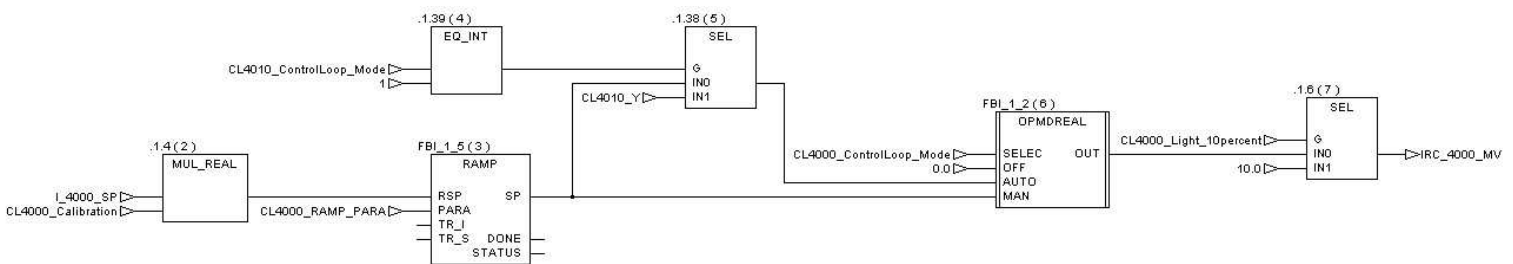 .1.39 (4)
EQ_INT
CL4010_ControlLoop_Mode
1
.1.38 (5)
SEL
G
IN0
CL4010_Y
IN1
.1.4 (2)
MUL_REAL
I_4000_SP
CL4000_Calibration
FBI_1_5 (3)
RAMP
RSP SP
CL4000_RAMP_PARA
PARA
TR_I
TR_S DONE
STATUS
FBI_1_2 (6)
OPMDREAL
CL4000_ControlLoop_Mode
SELEC OUT
0.0
OFF
AUTO
MAN
.1.6 (7)
SEL
CL4000_Light_10percent
G
IN0
10.0
IN1
IRC_4000_MV